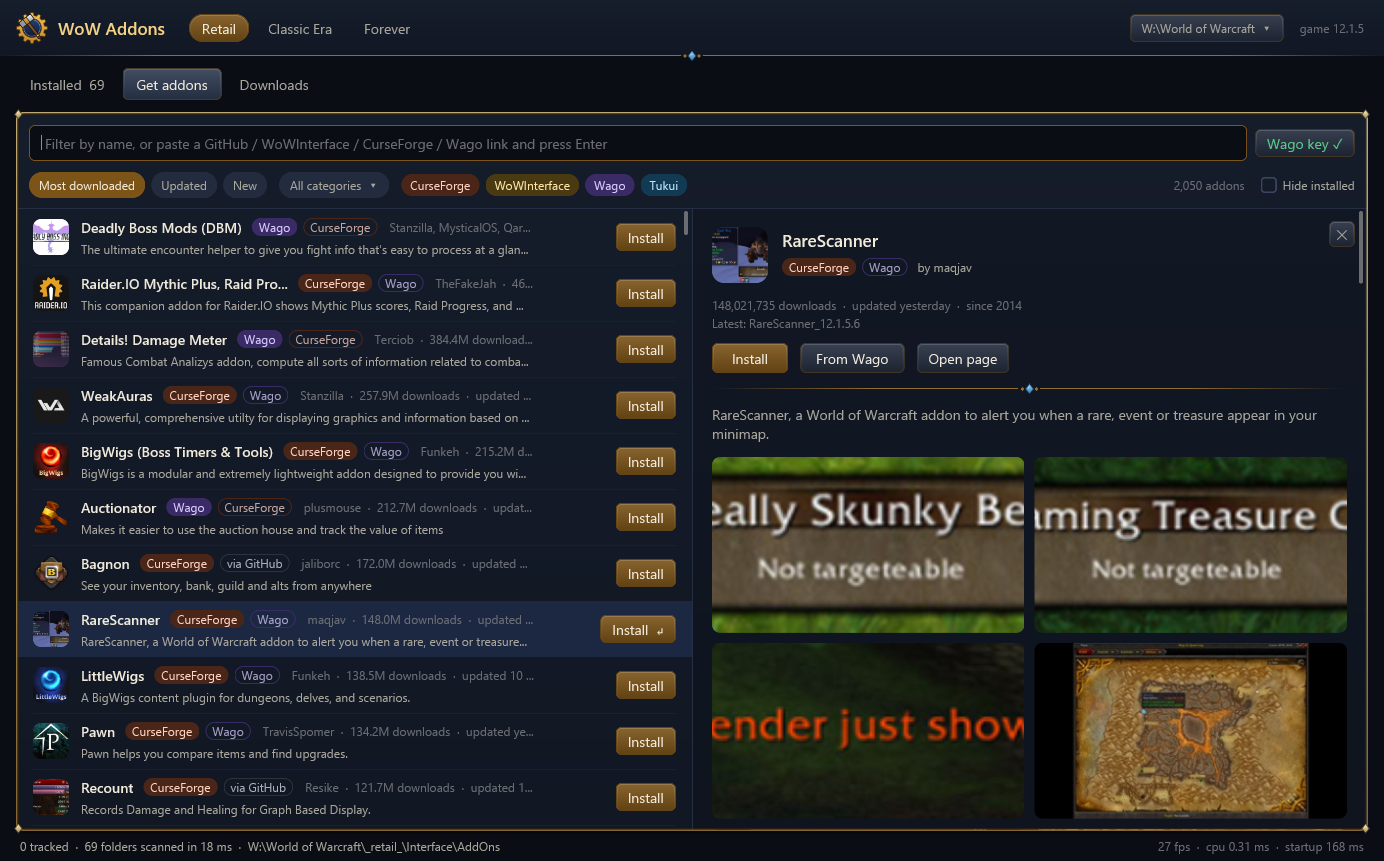 WoW Addons Retail Classic Era Forever W:\World of Warcraft ▾ game 12.1.5
Installed 69 Get addons Downloads
Filter by name, or paste a GitHub / WoWInterface / CurseForge / Wago link and press Enter Wago key ✓
Most downloaded Updated New All categories ▾ CurseForge WoWInterface Wago Tukui 2,050 addons Hide installed
Deadly Boss Mods (DBM) Wago CurseForge Stanzilla, MysticalOS, Qar...
The ultimate encounter helper to give you fight info that's easy to process at a glan...
Install
RAIDER.IO
Raider.IO Mythic Plus, Raid Pro... CurseForge Wago TheFakeJah · 46...
This companion addon for Raider.IO shows Mythic Plus scores, Raid Progress, and ...
Install
Details! Damage Meter Wago CurseForge Terciob · 384.4M download...
Famous Combat Analizys addon, compute all sorts of information related to comba...
Install
WeakAuras CurseForge Wago Stanzilla · 257.9M downloads · updated ...
A powerful, comprehensive utilty for displaying graphics and information based on ...
Install
BigWigs
BigWigs (Boss Timers & Tools) CurseForge Wago Funkeh · 215.2M d...
BigWigs is a modular and extremely lightweight addon designed to provide you wi...
Install
Auctionator Wago CurseForge plusmouse · 212.7M downloads · updat...
Makes it easier to use the auction house and track the value of items
Install
B
Bagnon CurseForge via GitHub jaliborc · 172.0M downloads · updated ...
See your inventory, bank, guild and alts from anywhere
Install
RareScanner CurseForge Wago maqjav · 148.0M downloads · updated ...
RareScanner, a World of Warcraft addon to alert you when a rare, event or treasure...
Install ↲
LittleWigs
LittleWigs CurseForge Wago Funkeh · 138.5M downloads · updated 10 ...
A BigWigs content plugin for dungeons, delves, and scenarios.
Install
P
Pawn CurseForge Wago TravisSpomer · 134.2M downloads · updated ye...
Pawn helps you compare items and find upgrades.
Install
Recount CurseForge via GitHub Resike · 121.7M downloads · updated 1...
Records Damage and Healing for Graph Based Display.
Install
RareScanner
CurseForge Wago by maqjav
148,021,735 downloads · updated yesterday · since 2014
Latest: RareScanner_12.1.5.6
Install From Wago Open page
RareScanner, a World of Warcraft addon to alert you when a rare, event or treasure appear in your
minimap.
eally Skunky Be
Not targeteable
aming Treasure C
Not targeteable
ender just show
0 tracked · 69 folders scanned in 18 ms · W:\World of Warcraft\_retail_\Interface\AddOns 27 fps · cpu 0.31 ms · startup 168 ms